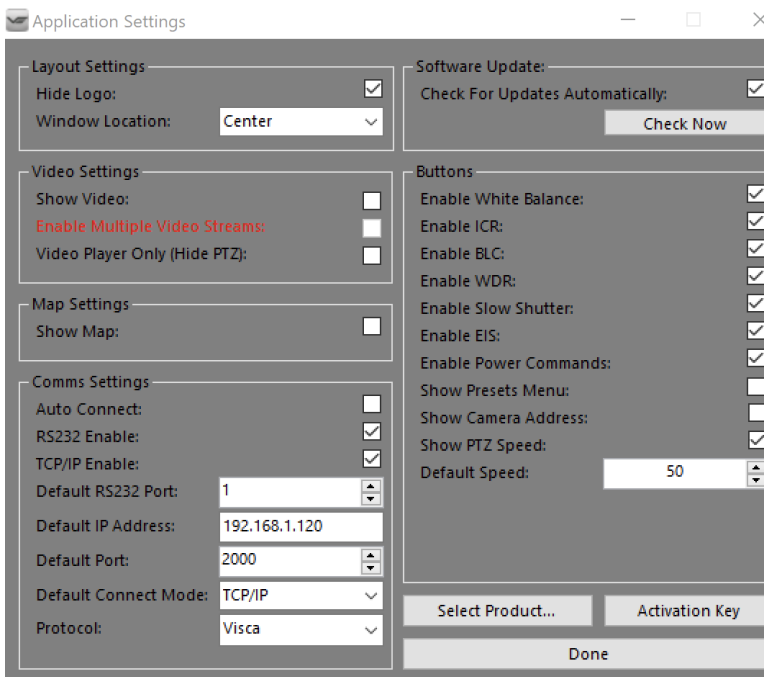 Application Settings
Layout Settings
Hide Logo:
Window Location: Center
Video Settings
Show Video:
Enable Multiple Video Streams:
Video Player Only (Hide PTZ):
Map Settings
Show Map:
Comms Settings
Auto Connect:
RS232 Enable:
TCP/IP Enable:
Default RS232 Port: 1
Default IP Address: 192.168.1.120
Default Port: 2000
Default Connect Mode: TCP/IP
Protocol: Visca
Software Update:
Check For Updates Automatically:
Check Now
Buttons
Enable White Balance:
Enable ICR:
Enable BLC:
Enable WDR:
Enable Slow Shutter:
Enable EIS:
Enable Power Commands:
Show Presets Menu:
Show Camera Address:
Show PTZ Speed:
Default Speed: 50
Select Product... Activation Key
Done